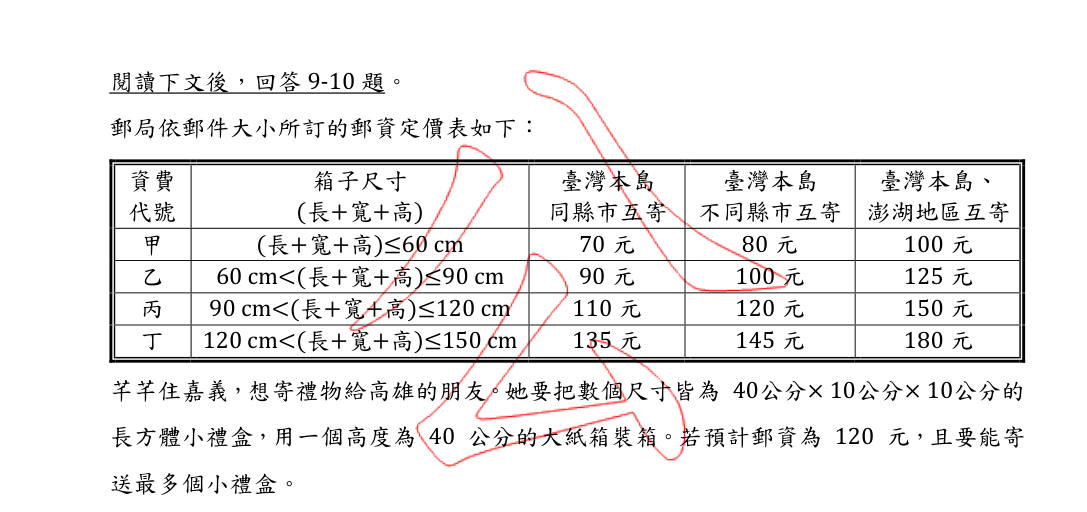 閱讀下文後，回答 9-10 題。
郵局依郵件大小所訂的郵資定價表如下：
資費代號 箱子尺寸(長+寬+高) 臺灣本島同縣市互寄 臺灣本島不同縣市互寄 臺灣本島、澎湖地區互寄
甲 (長+寬+高)≤60 cm 70 元 80 元 100 元
乙 60 cm<(長+寬+高)≤90 cm 90 元 100 元 125 元
丙 90 cm<(長+寬+高)≤120 cm 110 元 120 元 150 元
丁 120 cm<(長+寬+高)≤150 cm 135 元 145 元 180 元
芊芊住嘉義，想寄禮物給高雄的朋友。她要把數個尺寸皆為 40公分× 10公分× 10公分的
長方體小禮盒，用一個高度為 40 公分的大紙箱裝箱。若預計郵資為 120 元，且要能寄
送最多個小禮盒。